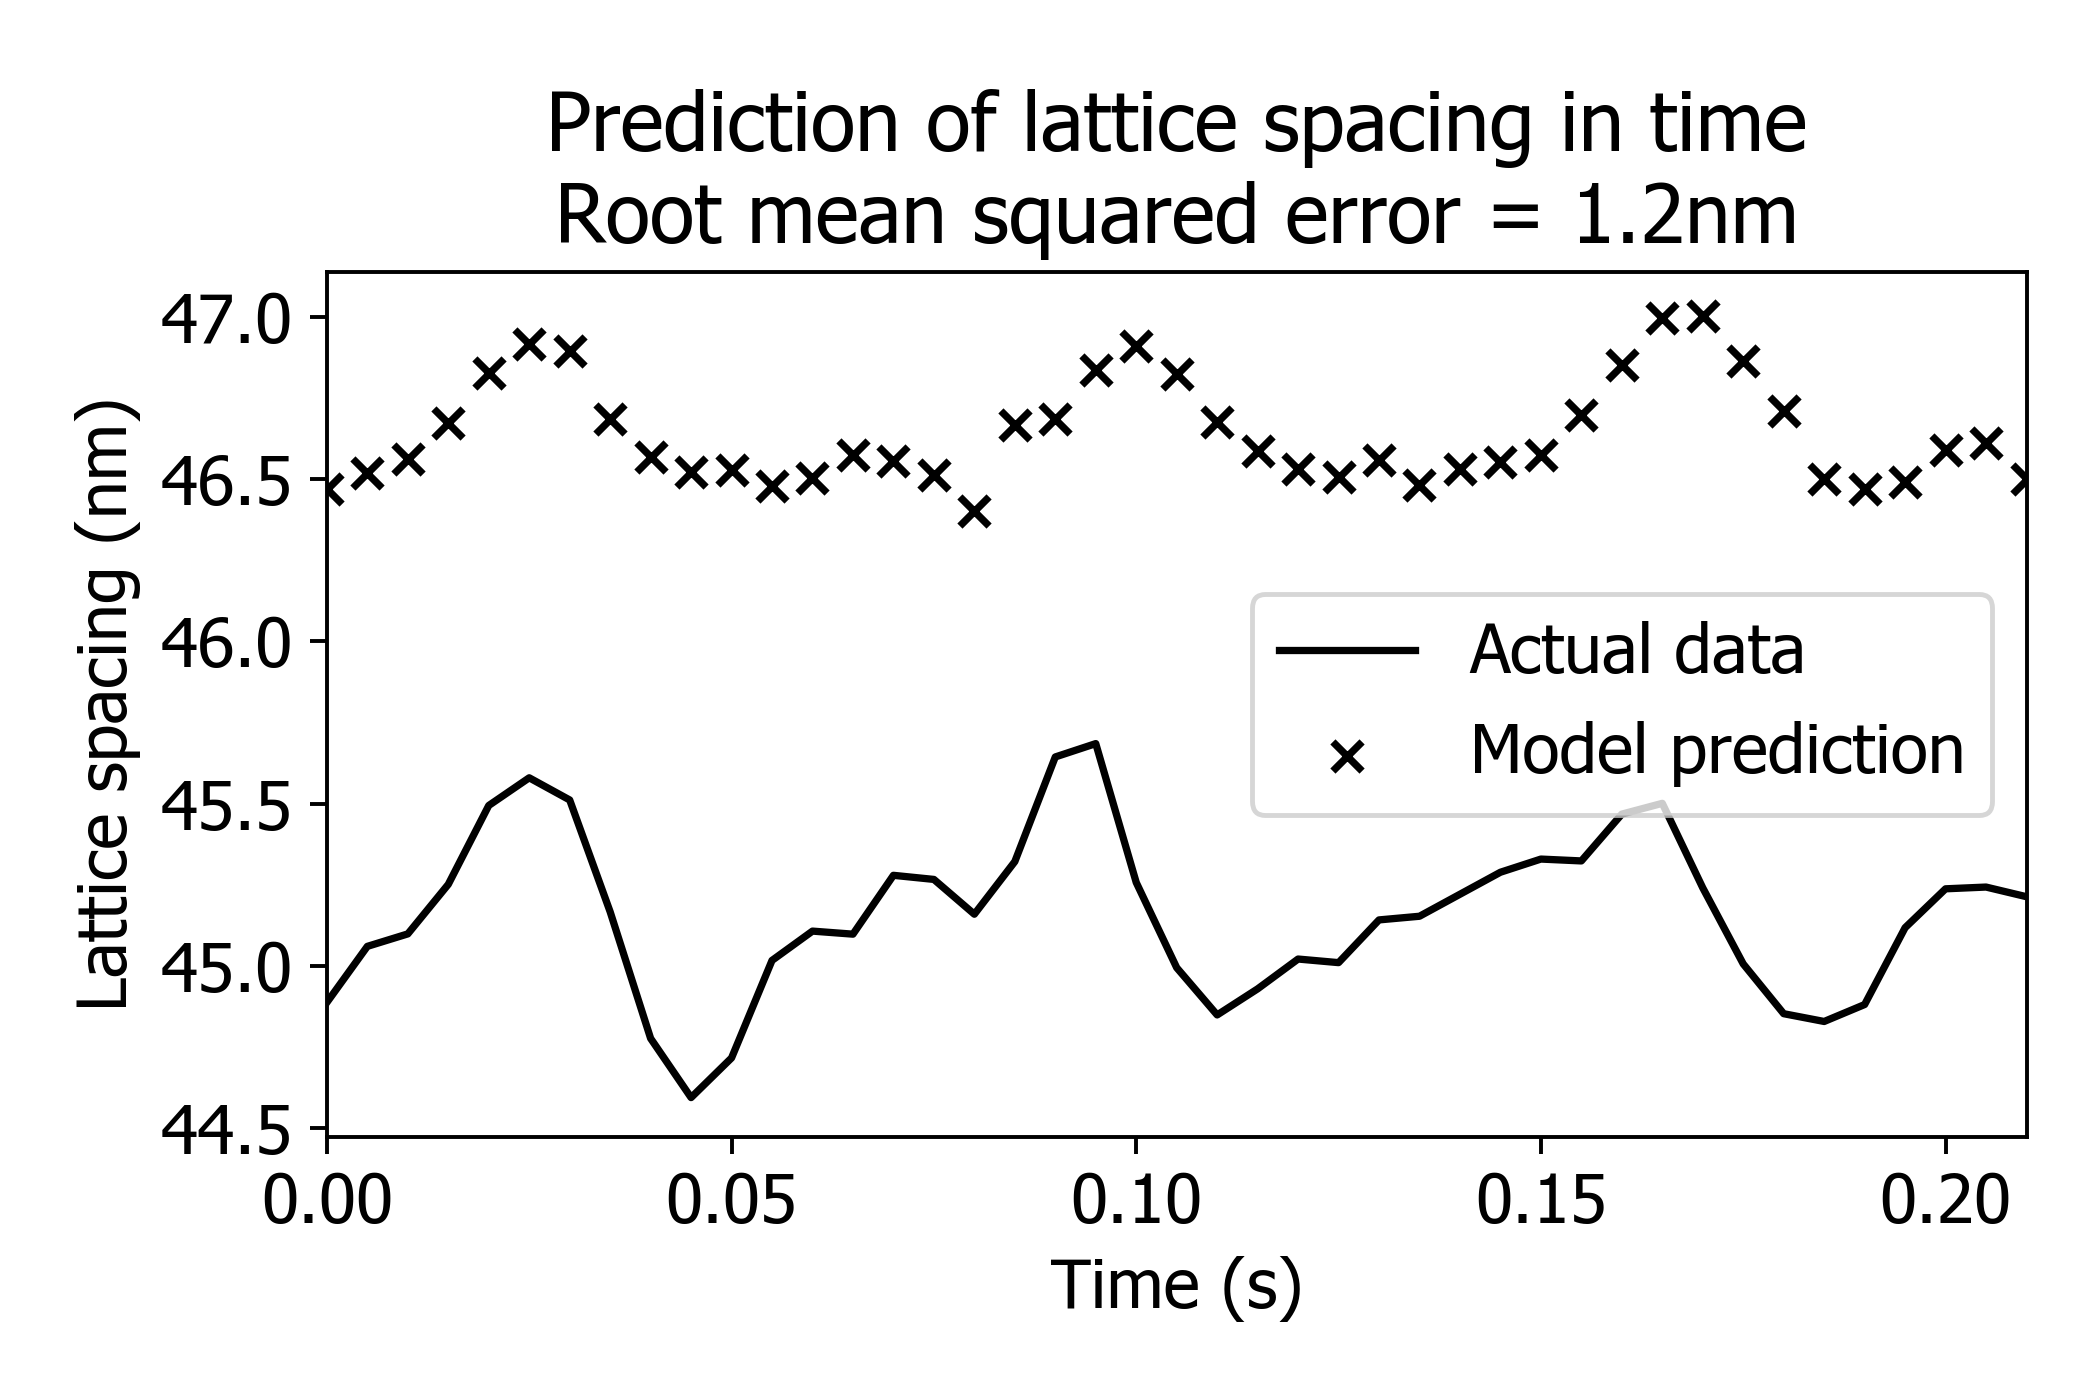 Prediction of lattice spacing in time
Root mean squared error = 1.2nm
Lattice spacing (nm)
47.0
46.5
46.0
45.5
45.0
44.5
Actual data
Model prediction
0.00 0.05 0.10 0.15 0.20
Time (s)